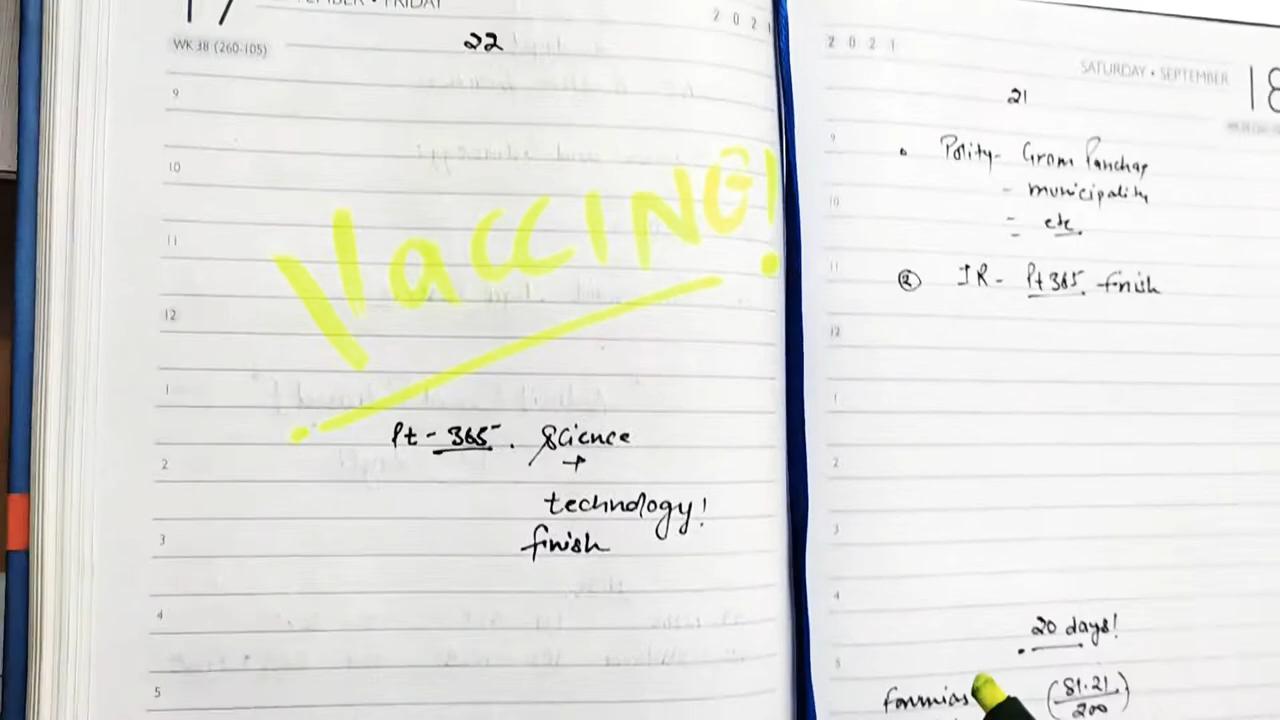 17
SEPTEMBER • FRIDAY
2021
WK 38 (260-105)
22
9
10
11
12
1
2
3
4
5
VaCCINE!
Pt - 365. Science
+
technology!
finish
2021
SATURDAY • SEPTEMBER
18
21
9
10
11
12
1
2
3
4
5
Polity - Gram Panchay
- municipality
= etc.
② IR - Pt 365. finish
20 days!
81.21
200